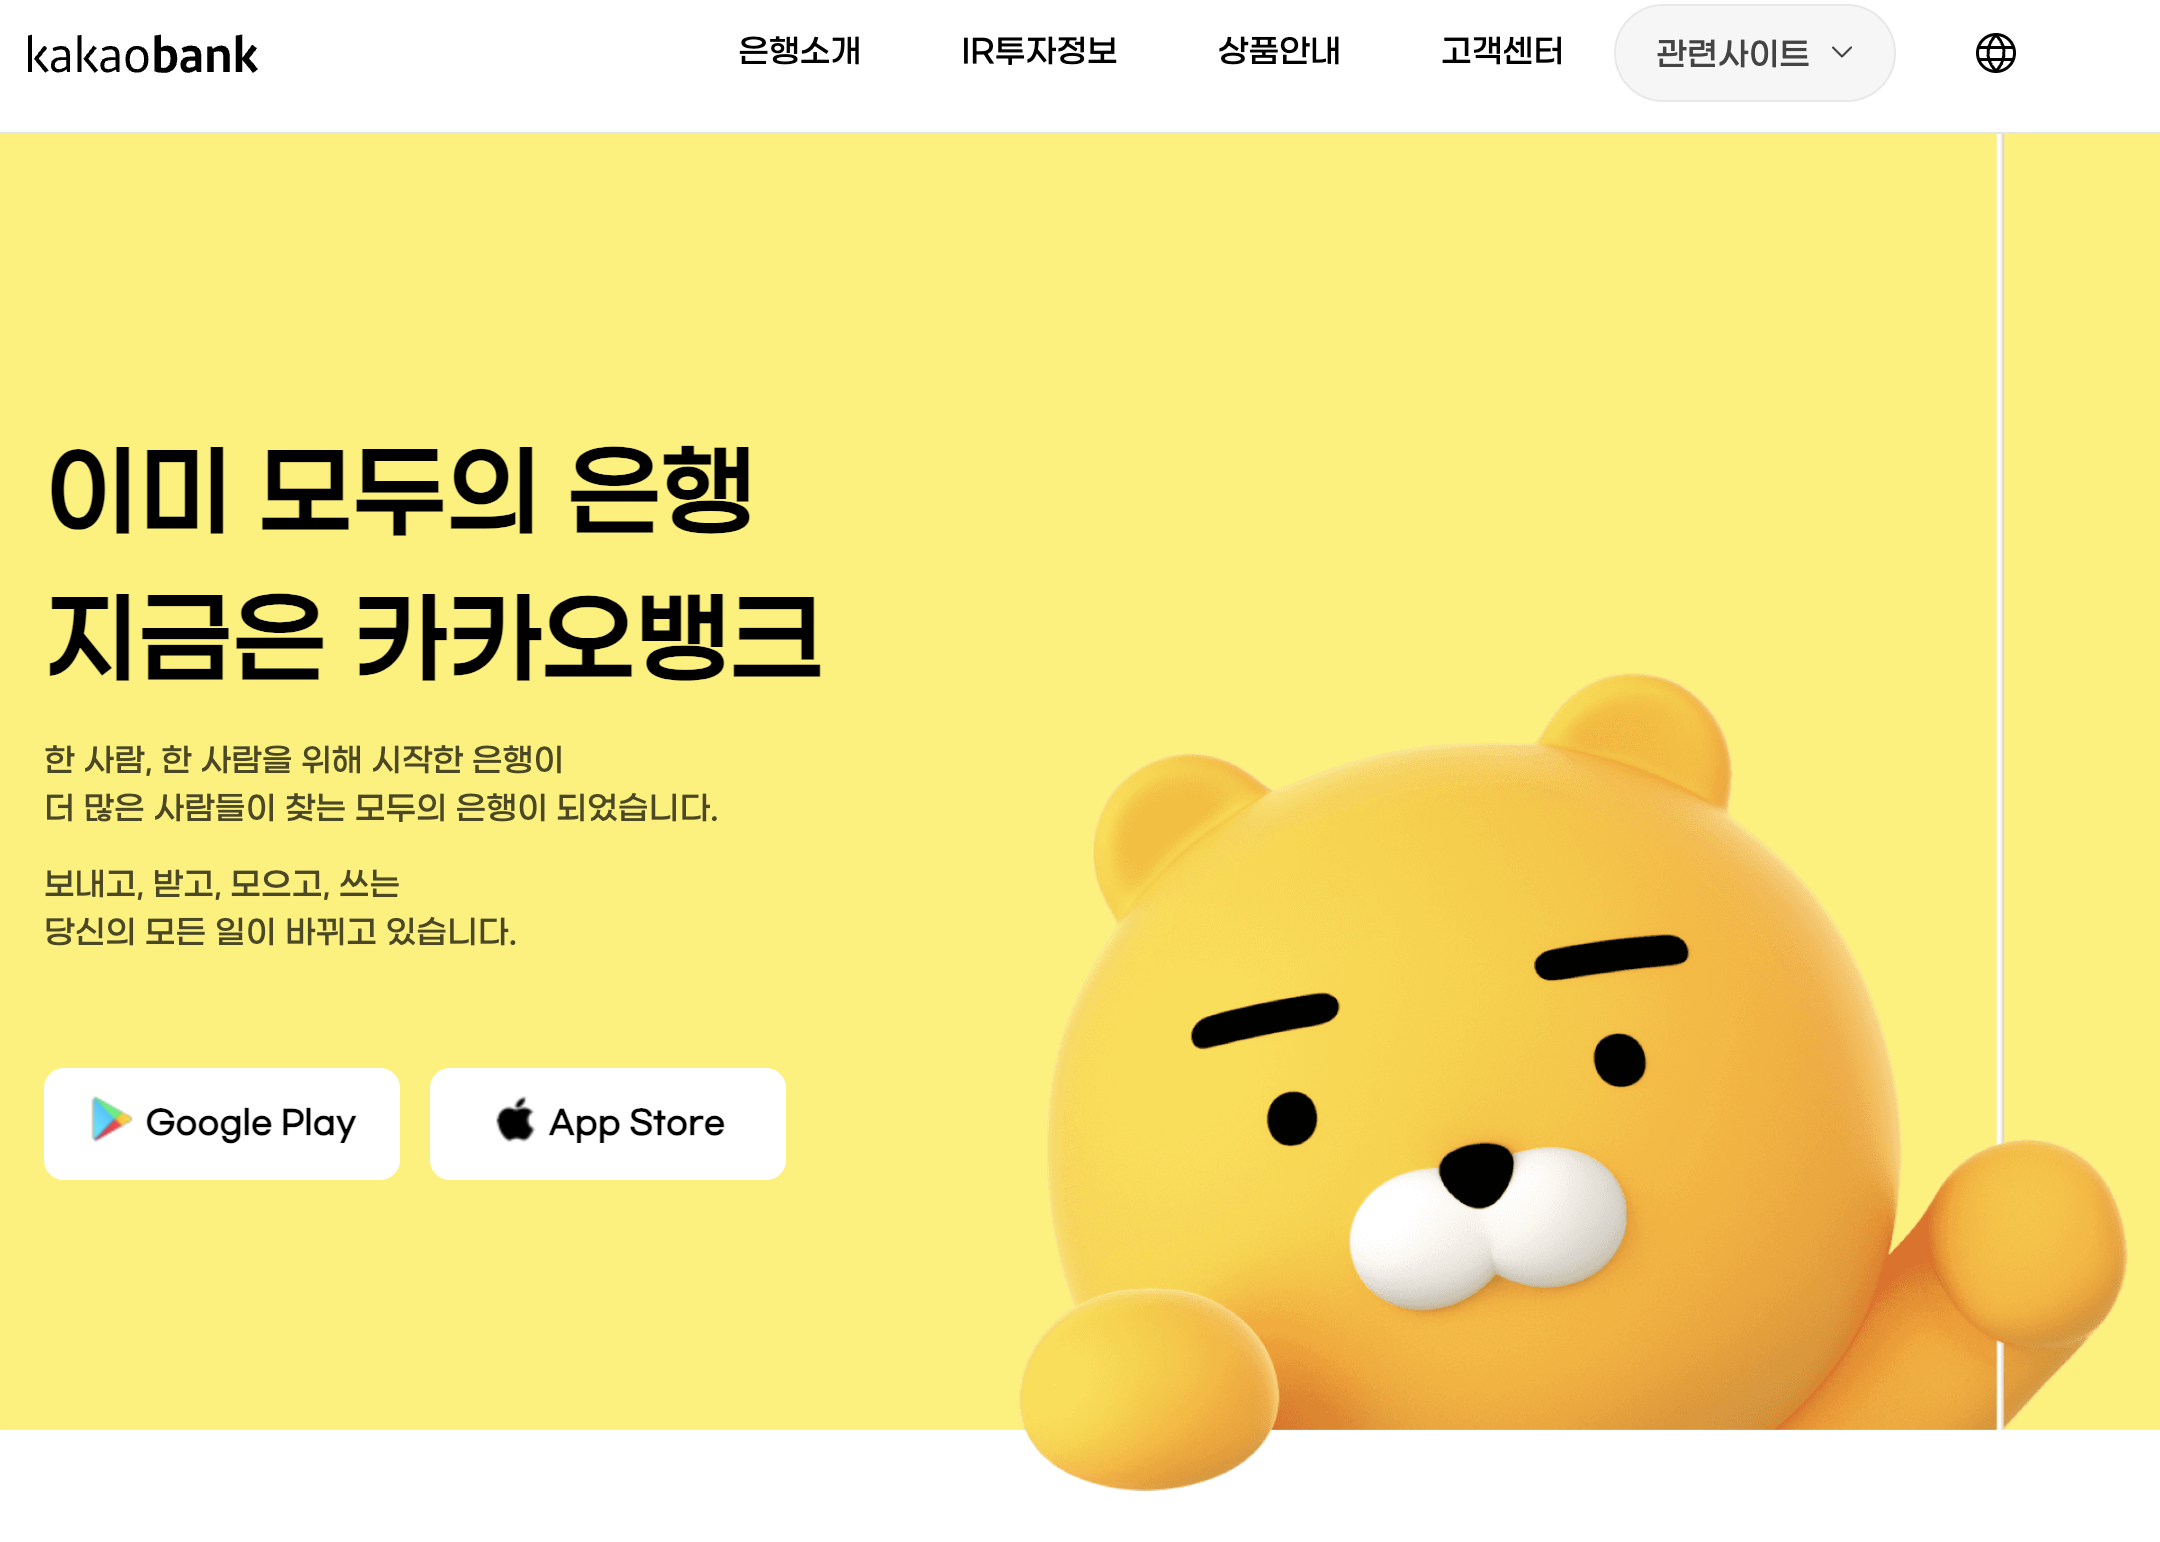 kakaobank
은행소개
IR투자정보
상품안내
고객센터
관련사이트
이미 모두의 은행
지금은 카카오뱅크
한 사람, 한 사람을 위해 시작한 은행이
더 많은 사람들이 찾는 모두의 은행이 되었습니다.
보내고, 받고, 모으고, 쓰는
당신의 모든 일이 바뀌고 있습니다.
Google Play
App Store